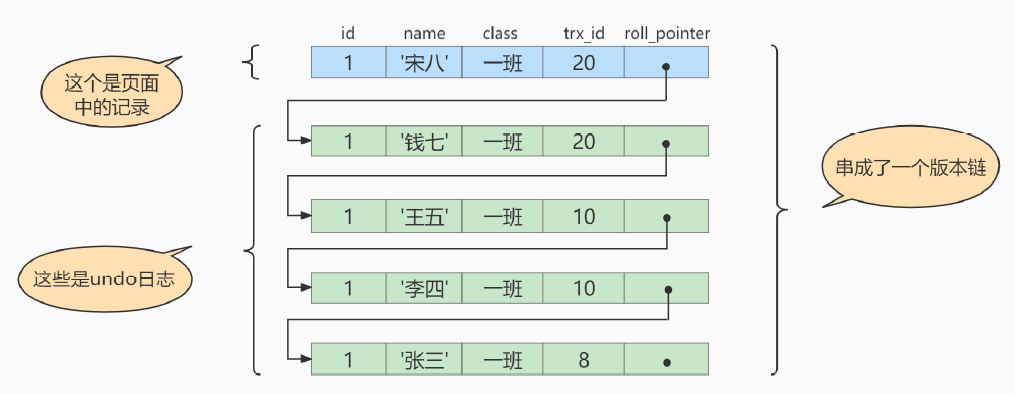 id name class trx_id roll_pointer
这个是页面
中的记录
1 '宋八' 一班 20
1 '钱七' 一班 20
串成了一个版本链
1 '王五' 一班 10
这些是undo日志
1 '李四' 一班 10
1 '张三' 一班 8